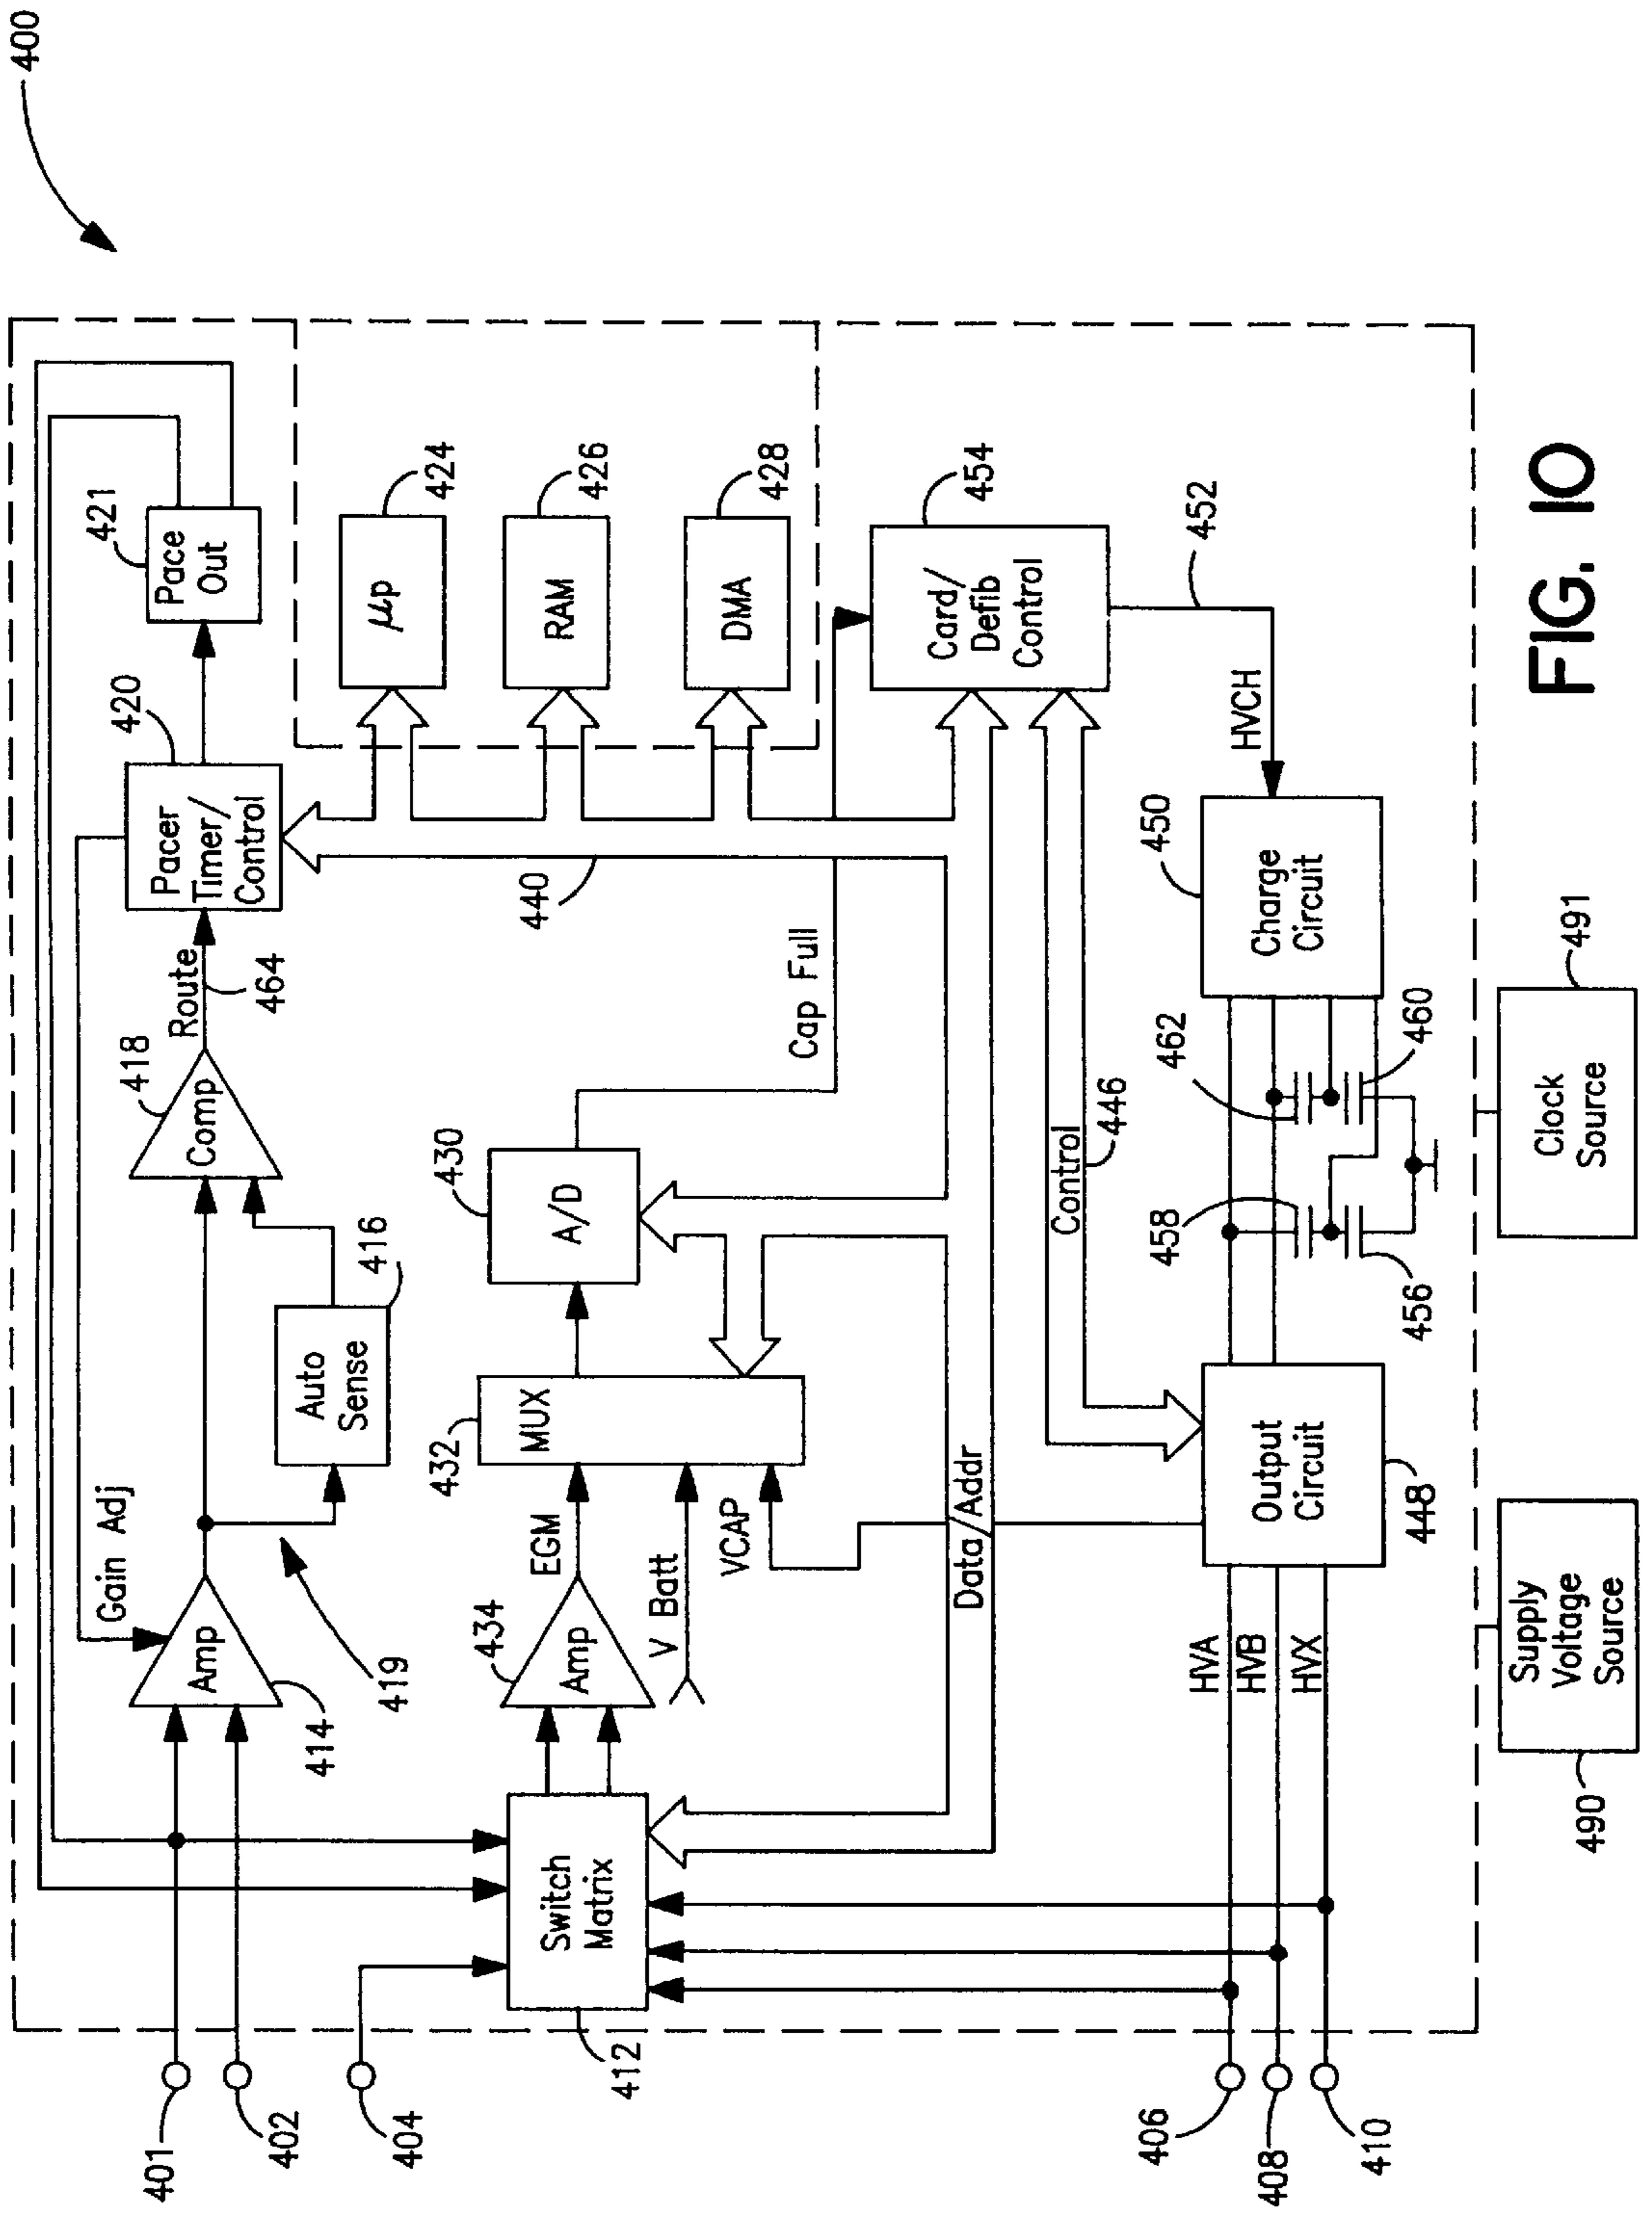 400
401
402
404
406
408
410
412
Switch
Matrix
414
Amp
Gain Adj
419
Auto
Sense
416
418
Comp
Route
464
420
Pacer
Timer/
Control
421
Pace
Out
424
μp
426
RAM
428
DMA
434
Amp
EGM
V Batt
VCAP
432
MUX
430
A/D
Cap Full
440
Data/Addr
Control
446
454
Card/
Defib
Control
452
HVCH
HVA
HVB
HVX
Output
Circuit
448
458
456
462
460
450
Charge
Circuit
490
Supply
Voltage
Source
491
Clock
Source
FIG. 10